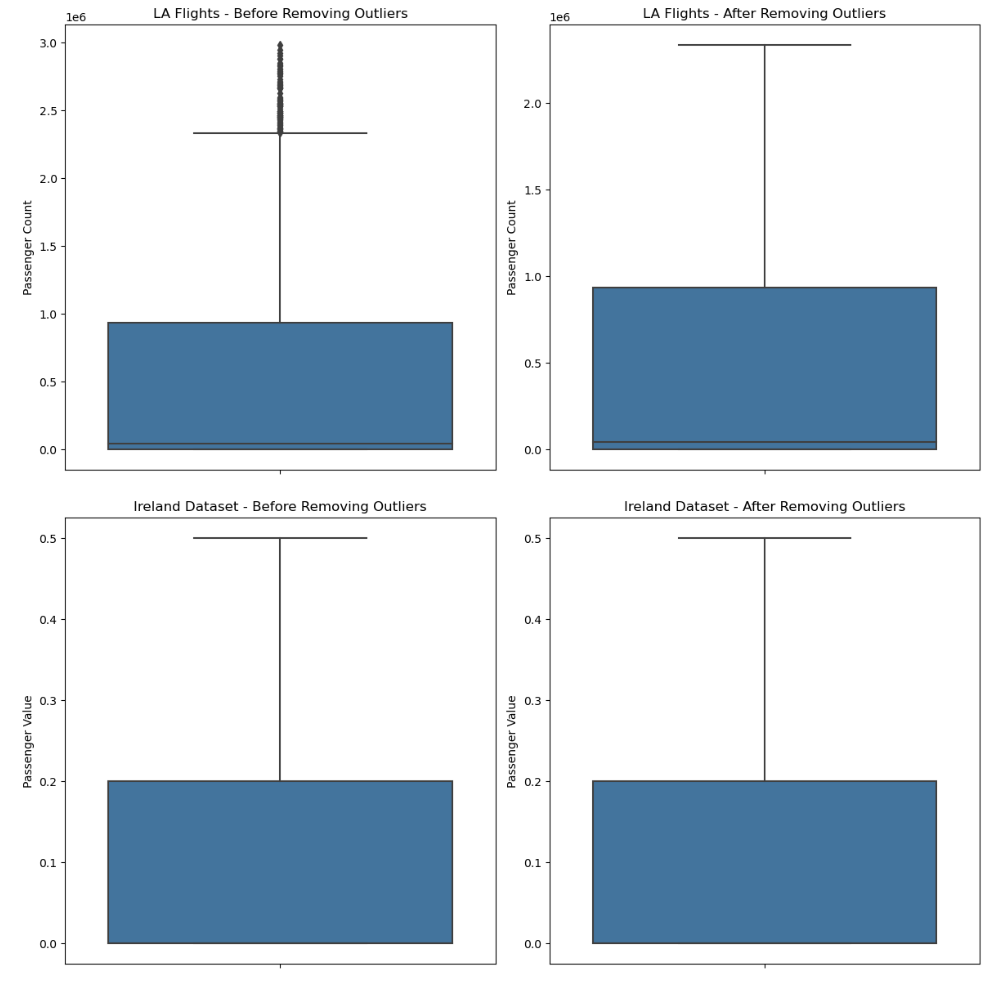 LA Flights - Before Removing Outliers
1e6
3.0
2.5
2.0
1.5
1.0
0.5
0.0
Passenger Count
LA Flights - After Removing Outliers
1e6
2.0
1.5
1.0
0.5
0.0
Passenger Count
Ireland Dataset - Before Removing Outliers
0.5
0.4
0.3
0.2
0.1
0.0
Passenger Value
Ireland Dataset - After Removing Outliers
0.5
0.4
0.3
0.2
0.1
0.0
Passenger Value